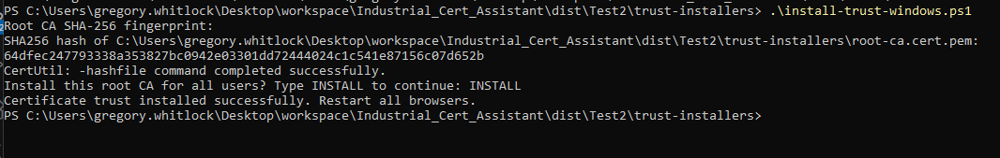 PS C:\Users\gregory.whitlock\Desktop\workspace\Industrial_Cert_Assistant\dist\Test2\trust-installers> .\install-trust-windows.ps1
Root CA SHA-256 fingerprint:
SHA256 hash of C:\Users\gregory.whitlock\Desktop\workspace\Industrial_Cert_Assistant\dist\Test2\trust-installers\root-ca.cert.pem:
64dfec247793338a353827bc0942e03301dd72444024c1c541e87156c07d652b
CertUtil: -hashfile command completed successfully.
Install this root CA for all users? Type INSTALL to continue: INSTALL
Certificate trust installed successfully. Restart all browsers.
PS C:\Users\gregory.whitlock\Desktop\workspace\Industrial_Cert_Assistant\dist\Test2\trust-installers>